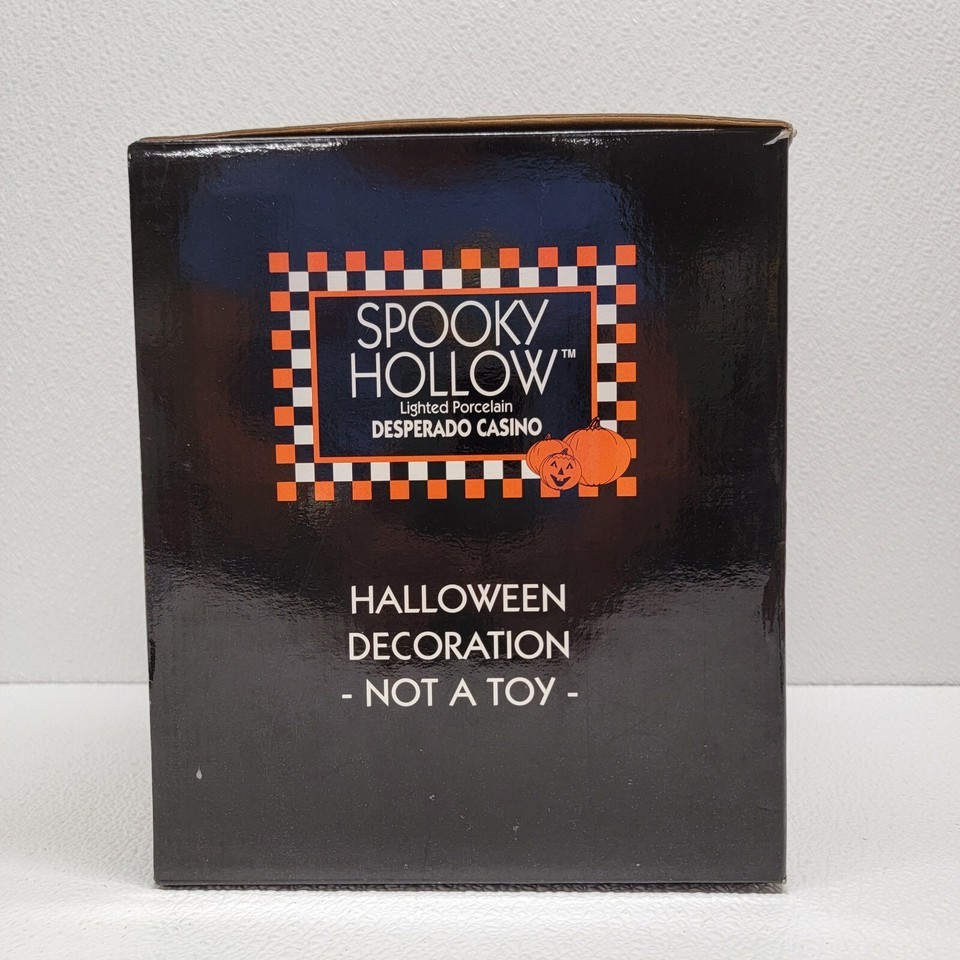 SPOOKY
HOLLOW™
Lighted Porcelain
DESPERADO CASINO
HALLOWEEN
DECORATION
- NOT A TOY -